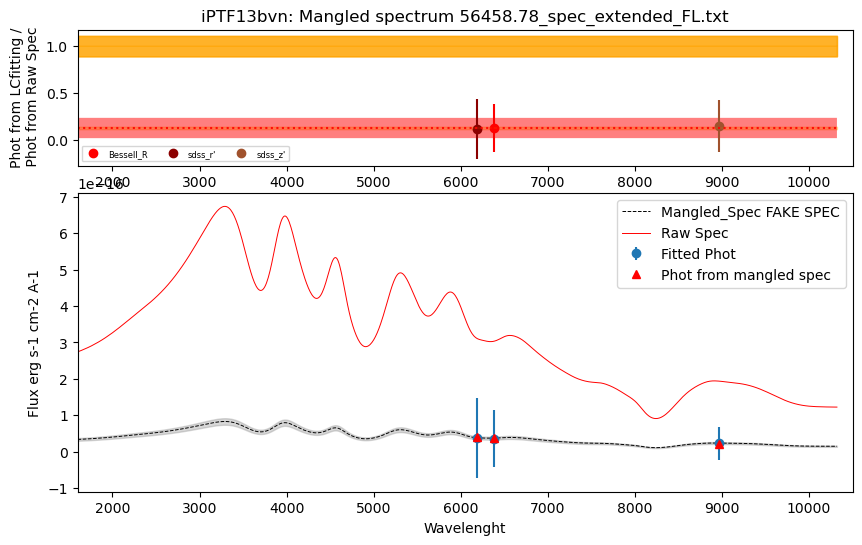 iPTF13bvn: Mangled spectrum 56458.78_spec_extended_FL.txt
Phot from LCfitting /
Phot from Raw Spec
1.0
0.5
0.0
Bessell_R sdss_r' sdss_z'
2000 3000 4000 5000 6000 7000 8000 9000 10000
1e−16
Flux erg s-1 cm-2 A-1
7
6
5
4
3
2
1
0
−1
Mangled_Spec FAKE SPEC
Raw Spec
Fitted Phot
Phot from mangled spec
2000 3000 4000 5000 6000 7000 8000 9000 10000
Wavelenght